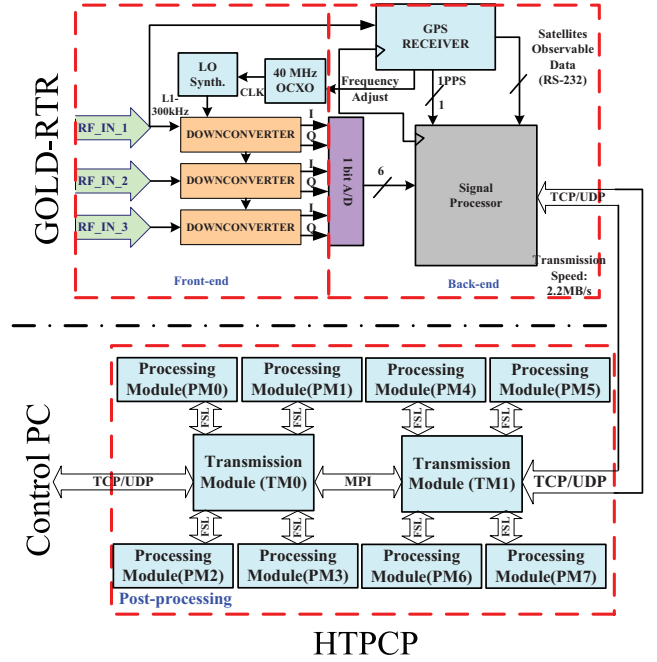 GOLD-RTR
GPS
RECEIVER
Satellites
Observable
Data
(RS-232)
LO
Synth.
CLK
40 MHz
OCXO
Frequency
Adjust
1PPS
1
L1-
300kHz
RF_IN_1
DOWNCONVERTER
I
Q
RF_IN_2
DOWNCONVERTER
I
Q
RF_IN_3
DOWNCONVERTER
I
Q
1 bit A/D
6
Signal
Processor
TCP/UDP
Front-end
Back-end
Transmission
Speed:
2.2MB/s
Control PC
Processing
Module(PM0)
Processing
Module(PM1)
Processing
Module(PM4)
Processing
Module(PM5)
FSL
FSL
FSL
FSL
TCP/UDP
Transmission
Module (TM0)
MPI
Transmission
Module (TM1)
TCP/UDP
FSL
FSL
FSL
FSL
Processing
Module(PM2)
Processing
Module(PM3)
Processing
Module(PM6)
Processing
Module(PM7)
Post-processing
HTPCP